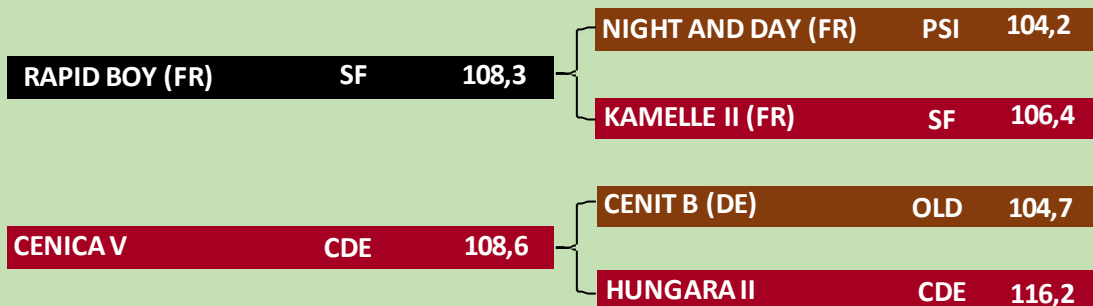 NIGHT AND DAY (FR) PSI 104,2
RAPID BOY (FR) SF 108,3
KAMELLE II (FR) SF 106,4
CENIT B (DE) OLD 104,7
CENICA V CDE 108,6
HUNGARA II CDE 116,2